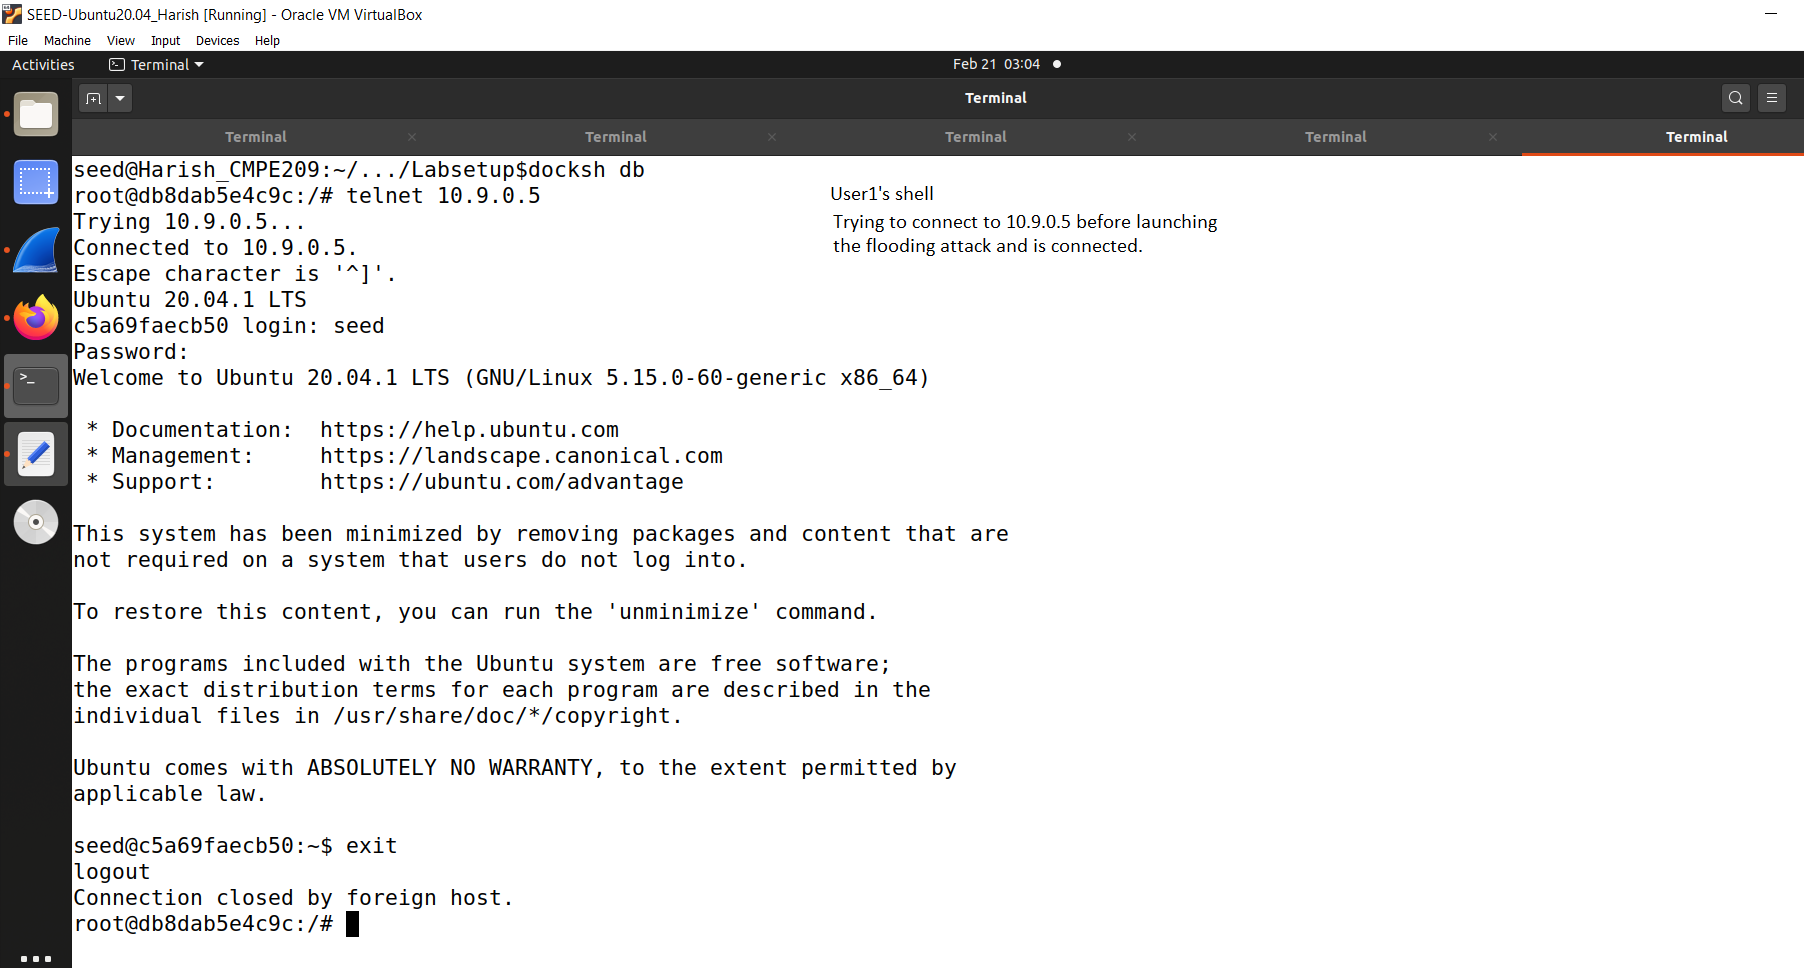 SEED-Ubuntu20.04_Harish [Running] - Oracle VM VirtualBox
File Machine View Input Devices Help
Activities Terminal Feb 21 03:04
Terminal
Terminal Terminal Terminal Terminal Terminal
seed@Harish_CMPE209:~/.../Labsetup$docksh db
root@db8dab5e4c9c:/# telnet 10.9.0.5
User1's shell
Trying 10.9.0.5...
Trying to connect to 10.9.0.5 before launching
Connected to 10.9.0.5.
the flooding attack and is connected.
Escape character is '^]'.
Ubuntu 20.04.1 LTS
c5a69faecb50 login: seed
Password:
Welcome to Ubuntu 20.04.1 LTS (GNU/Linux 5.15.0-60-generic x86_64)
* Documentation: https://help.ubuntu.com
* Management: https://landscape.canonical.com
* Support: https://ubuntu.com/advantage
This system has been minimized by removing packages and content that are
not required on a system that users do not log into.
To restore this content, you can run the 'unminimize' command.
The programs included with the Ubuntu system are free software;
the exact distribution terms for each program are described in the
individual files in /usr/share/doc/*/copyright.
Ubuntu comes with ABSOLUTELY NO WARRANTY, to the extent permitted by
applicable law.
seed@c5a69faecb50:~$ exit
logout
Connection closed by foreign host.
root@db8dab5e4c9c:/#